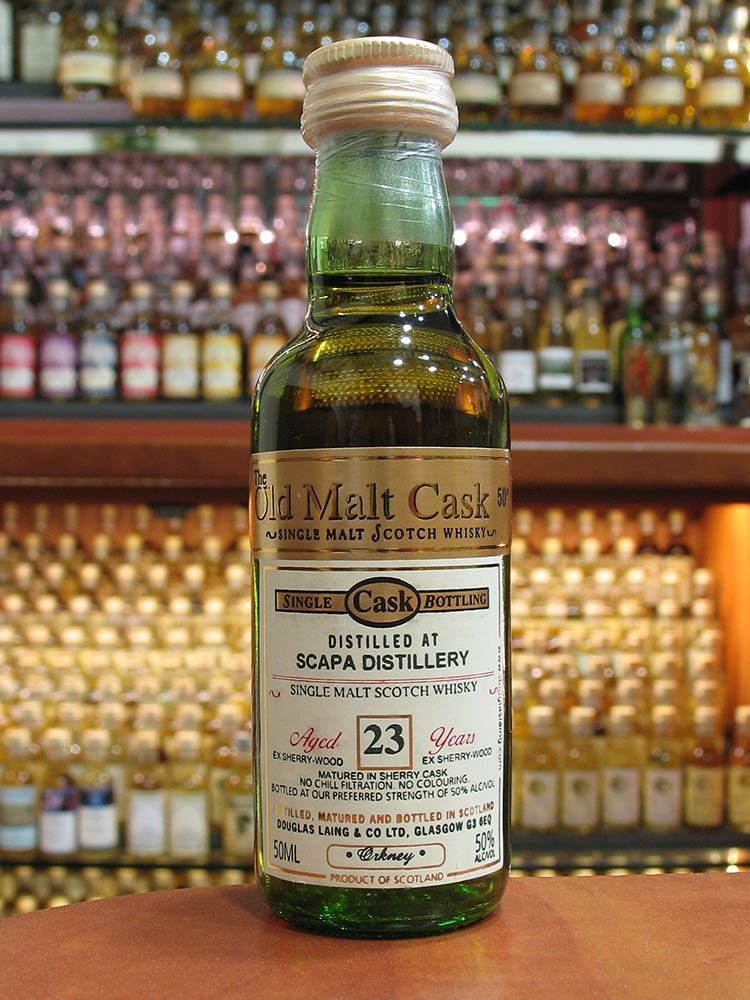 The
Old Malt Cask 50°
~SINGLE MALT SCOTCH WHISKY~
SINGLE Cask BOTTLING
DISTILLED AT
SCAPA DISTILLERY
SINGLE MALT SCOTCH WHISKY
Aged 23 Years
EX SHERRY-WOOD EX SHERRY-WOOD
MATURED IN SHERRY CASK
NO CHILL FILTRATION. NO COLOURING.
BOTTLED AT OUR PREFERRED STRENGTH OF 50% ALC/VOL
DISTILLED, MATURED AND BOTTLED IN SCOTLAND
DOUGLAS LAING & CO LTD, GLASGOW G3 6EQ
50ML • Orkney • 50%
ALC/VOL
PRODUCT OF SCOTLAND